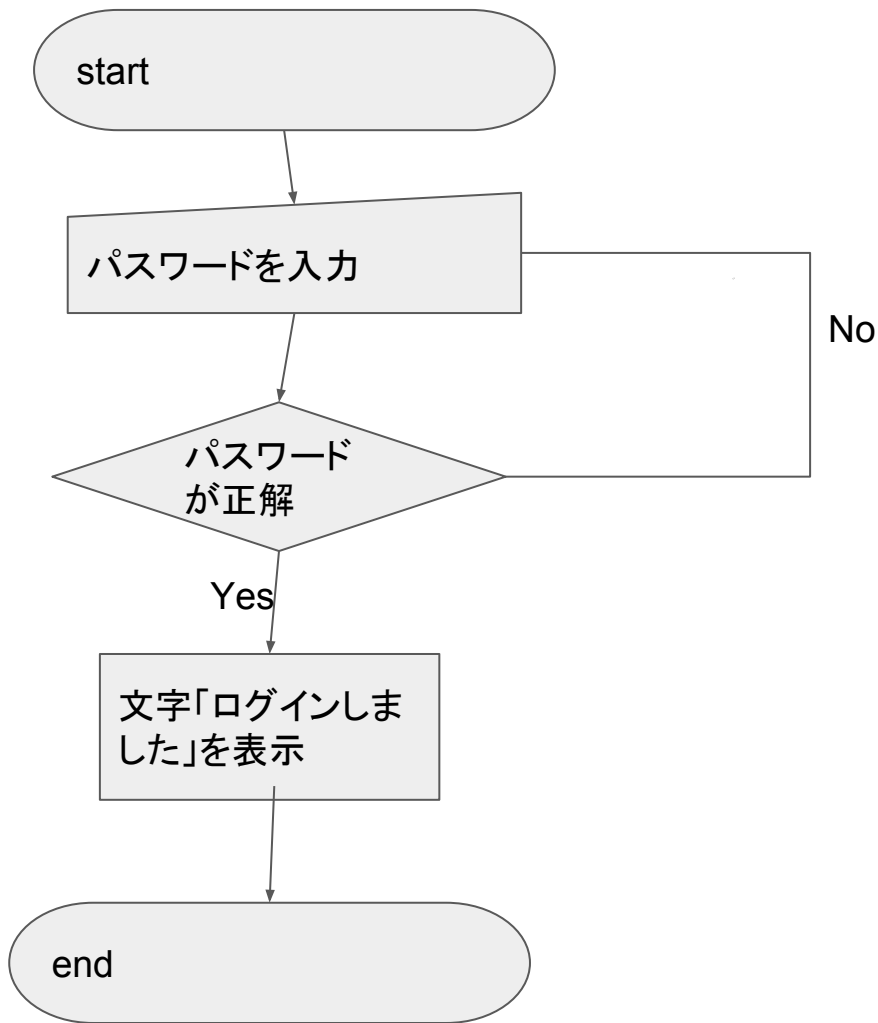 start
パスワードを入力
No
パスワード
が正解
Yes
文字「ログインしま
した」を表示
end